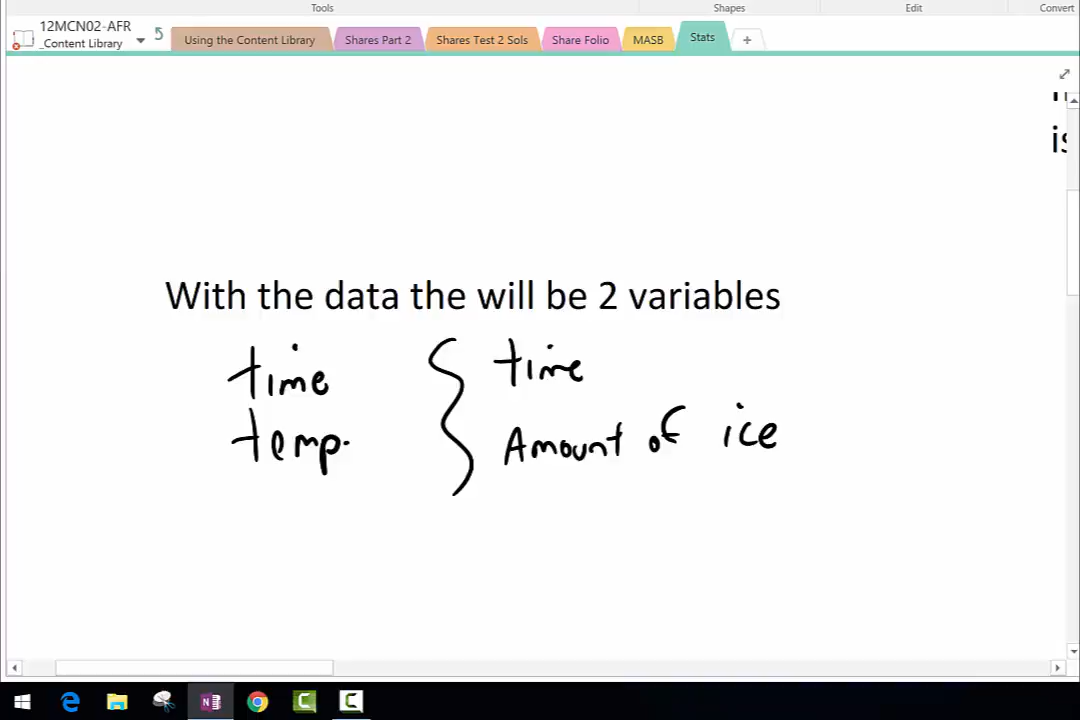 Tools Shapes Edit Convert
12MCN02-AFR
_Content Library
Using the Content Library Shares Part 2 Shares Test 2 Sols Share Folio MASB Stats +
is
With the data the will be 2 variables
time time
temp. Amount of ice